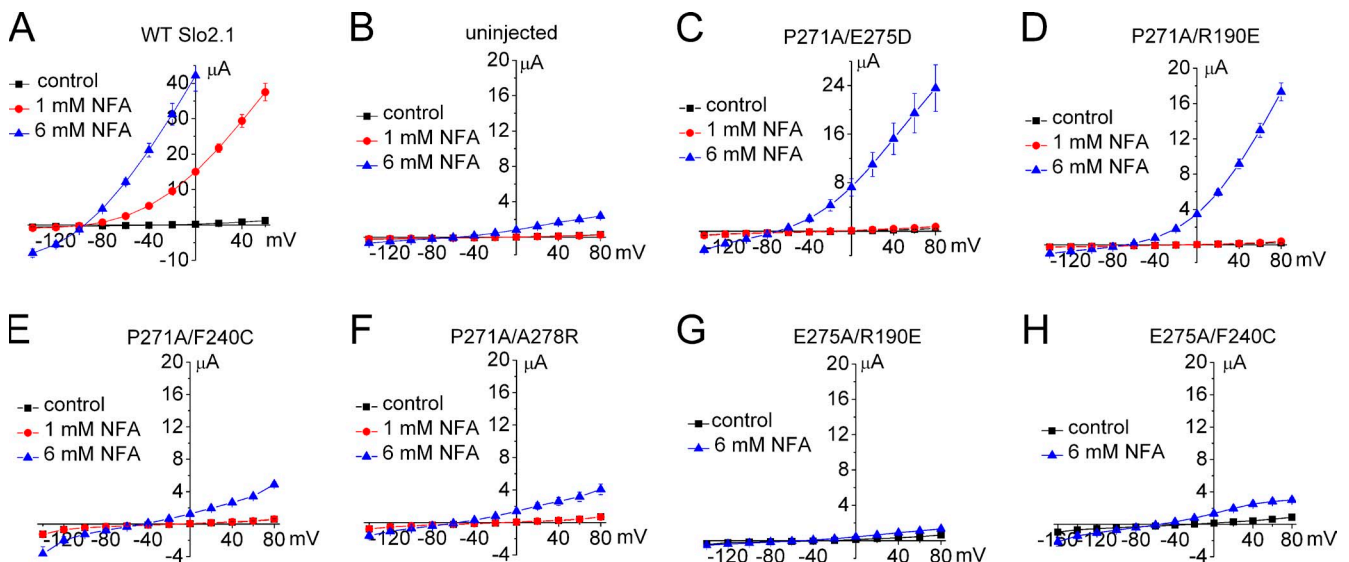 A
WT Slo2.1
μA
control
1 mM NFA
6 mM NFA
40
30
20
10
-120 -80 -40 40 mV
-10
B
uninjected
20
μA
16
control
12
1 mM NFA
6 mM NFA
8
4
-120 -80 -40 40 80 mV
-4
C
P271A/E275D
μA
24
control
1 mM NFA
16
6 mM NFA
8
-120 -80 -40 40 80 mV
D
P271A/R190E
20
μA
16
control
12
1 mM NFA
6 mM NFA
8
4
-120 -80 -40 40 80 mV
E
P271A/F240C
20
μA
16
control
12
1 mM NFA
6 mM NFA
8
4
-120 -80 -40 40 80 mV
-4
F
P271A/A278R
20
μA
16
control
12
1 mM NFA
6 mM NFA
8
4
-120 -80 -40 40 80 mV
-4
G
E275A/R190E
20
μA
16
control
12
6 mM NFA
8
4
-120 -80 -40 40 80 mV
H
E275A/F240C
20
μA
16
control
12
6 mM NFA
8
4
-120 -80 -40 40 80 mV
-4